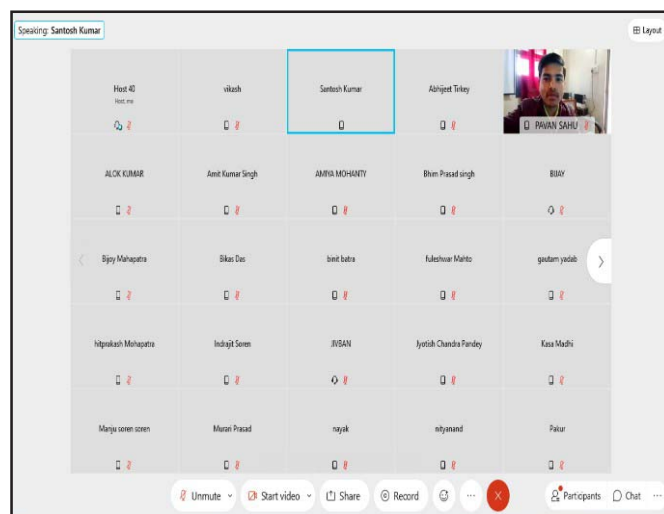 Speaking: Santosh Kumar
Layout
Host 40
Host, me
vikash
Santosh Kumar
Abhijeet Tirkey
PAVAN SAHU
ALOK KUMAR
Amit Kumar Singh
AMIYA MOHANTY
Bhim Prasad singh
BIJAY
Bijoy Mahapatra
Bikas Das
binit batra
fuleshwar Mahto
gautam yadab
hitprakash Mohapatra
Indrajit Soren
JIVBAN
Jyotish Chandra Pandey
Kasa Madhi
Manju soren soren
Murari Prasad
nayak
nityanand
Pakur
Unmute
Start video
Share
Record
Participants
Chat